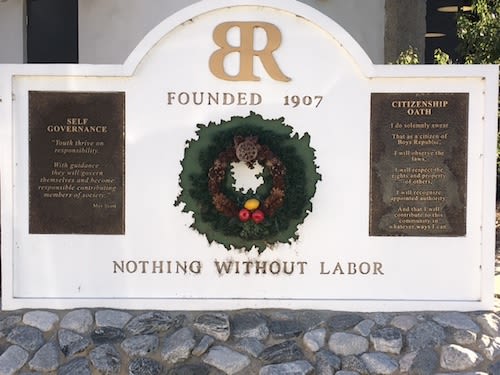 BR
FOUNDED 1907
SELF
GOVERNANCE
"Youth thrive on
responsibility.
With guidance
they will govern
themselves and become
responsible contributing
members of society."
CITIZENSHIP
OATH
I do solemnly swear
That as a citizen of
Boys Republic,
I will observe the
laws,
I will respect the
rights and property
of others,
I will recognize
appointed authority
And that I will
contribute to this
community in
whatever ways I can.
NOTHING WITHOUT LABOR